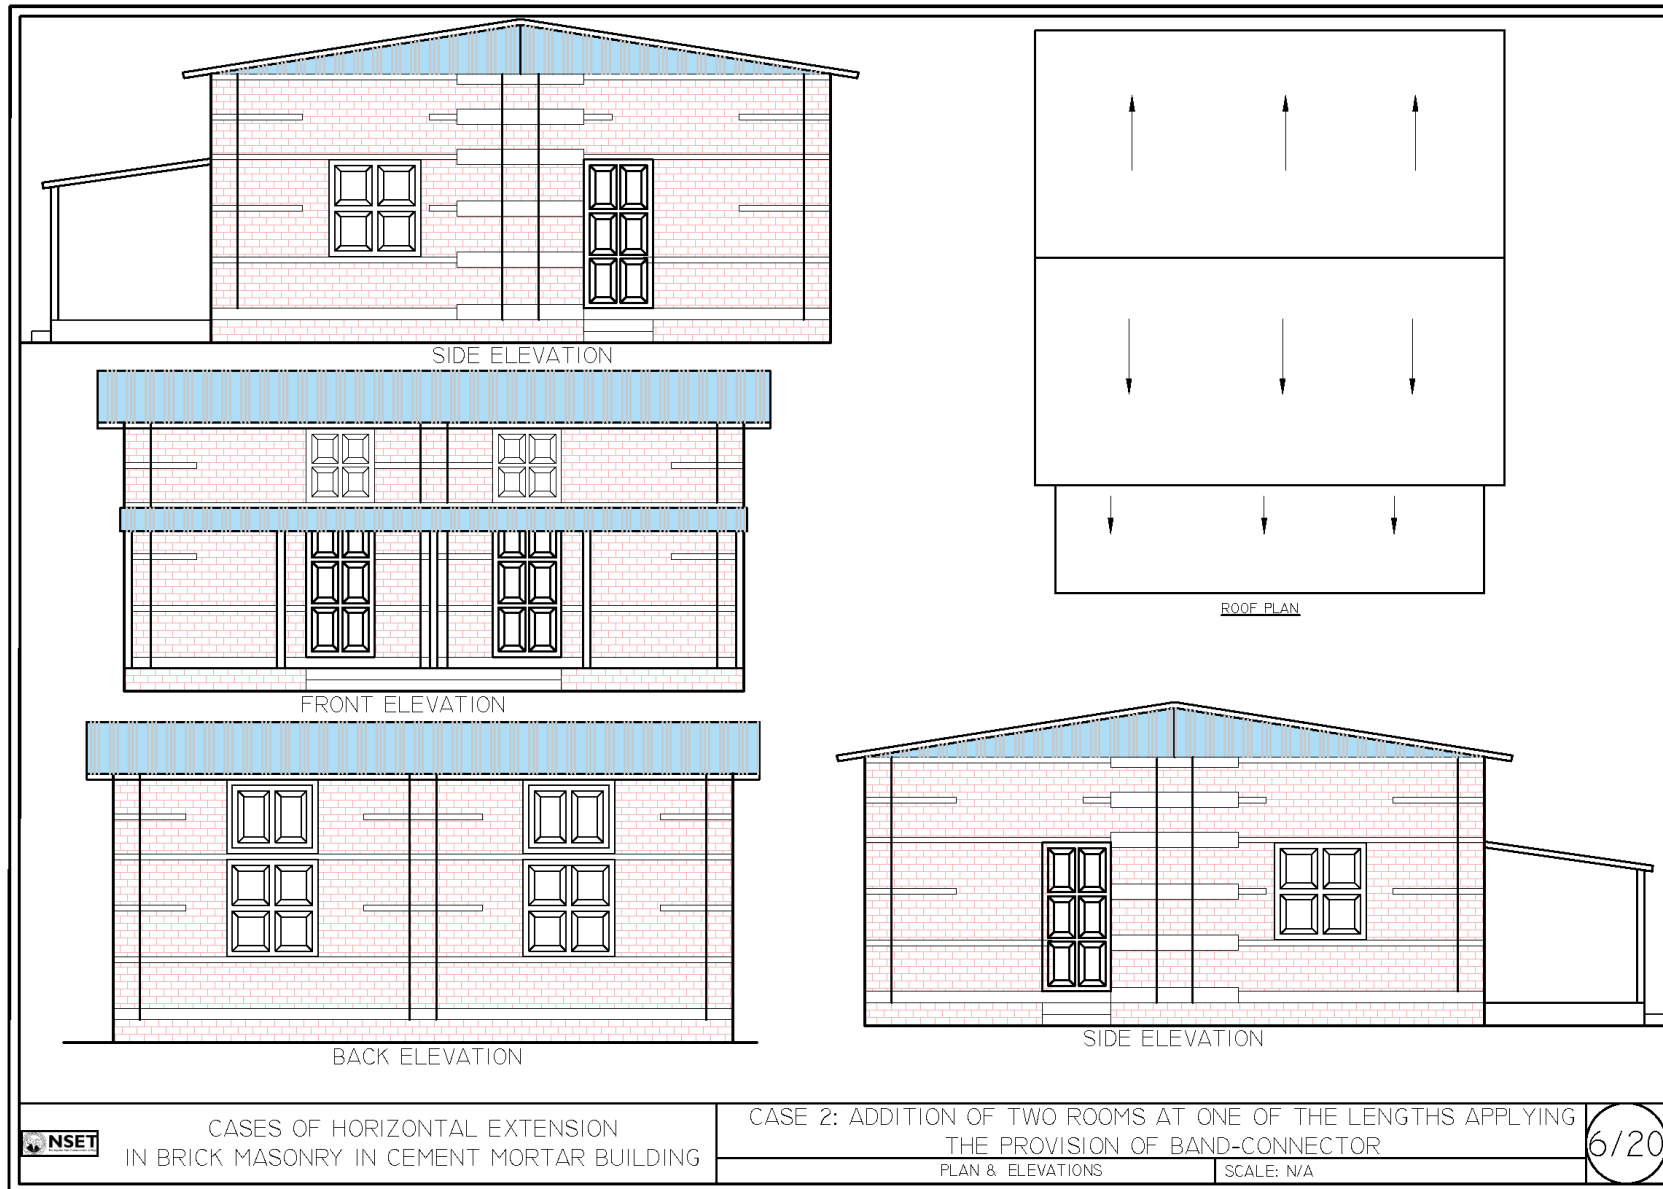 SIDE ELEVATION
FRONT ELEVATION
ROOF PLAN
BACK ELEVATION
SIDE ELEVATION
NSET
CASES OF HORIZONTAL EXTENSION
IN BRICK MASONRY IN CEMENT MORTAR BUILDING
CASE 2: ADDITION OF TWO ROOMS AT ONE OF THE LENGTHS APPLYING
THE PROVISION OF BAND-CONNECTOR
PLAN & ELEVATIONS
SCALE: N/A
6/20